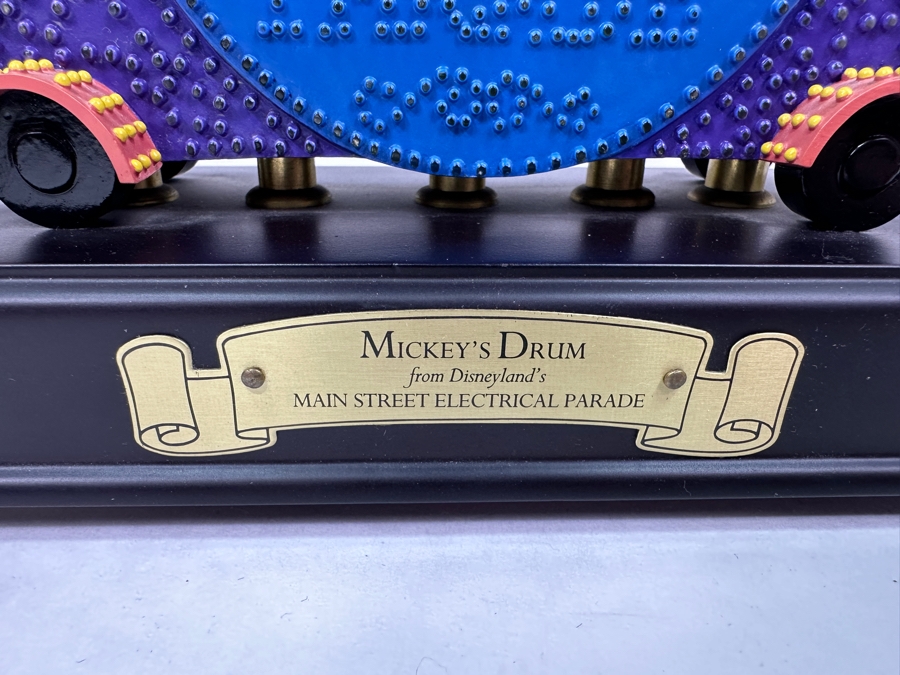 Mickey's Drum
from Disneyland's
MAIN STREET ELECTRICAL PARADE